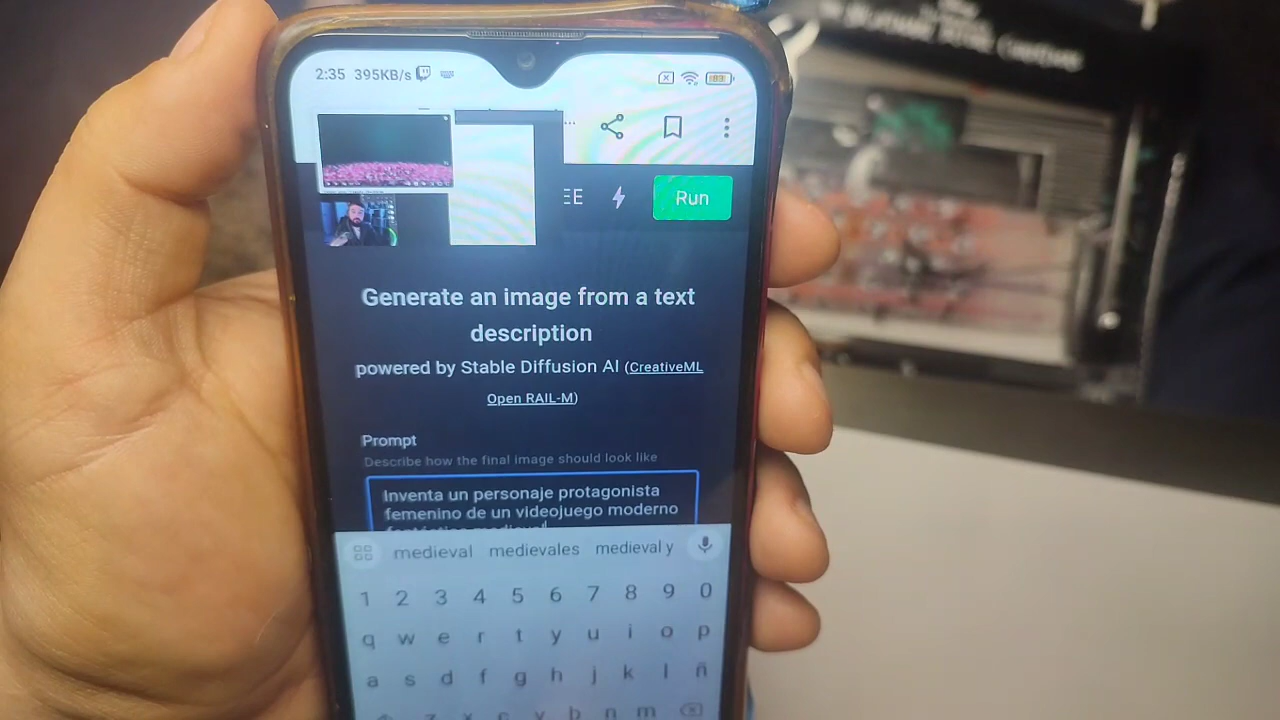 2:35 395KB/s
83
Run
Generate an image from a text
description
powered by Stable Diffusion AI (CreativeML
Open RAIL-M)
Prompt
Describe how the final image should look like
Inventa un personaje protagonista
femenino de un videojuego moderno
medieval medievales medieval y
1 2 3 4 5 6 7 8 9 0
q w e r t y u i o p
a s d f g h j k l ñ
z x c v b n m